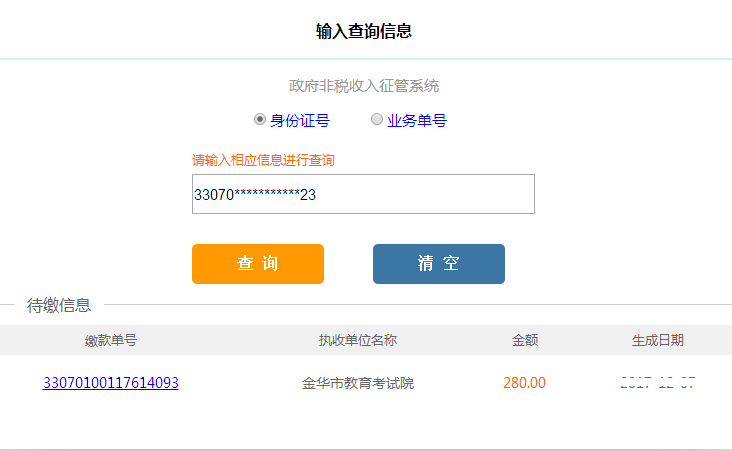 输入查询信息
政府非税收入征管系统
身份证号 业务单号
请输入相应信息进行查询
33070***********23
查 询 清 空
待缴信息
缴款单号 执收单位名称 金额 生成日期
33070100117614093 金华市教育考试院 280.00